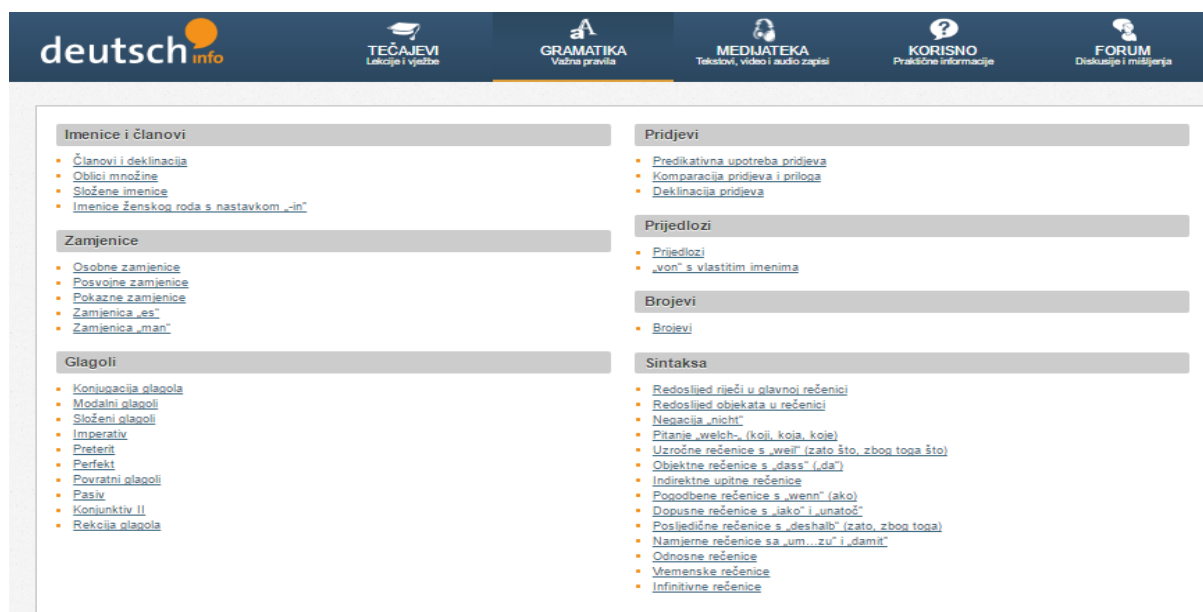 deutsch info
TEČAJEVI
Lekcije i vježbe
GRAMATIKA
Važna pravila
MEDIJATEKA
Tekstovi, video i audio zapisi
KORISNO
Praktične informacije
FORUM
Diskusije i mišljenja
Imenice i članovi
Članovi i deklinacija
Oblici množine
Složene imenice
Imenice ženskog roda s nastavkom „-in"
Zamjenice
Osobne zamjenice
Posvojne zamjenice
Pokazne zamjenice
Zamjenica „es"
Zamjenica „man"
Glagoli
Konjugacija glagola
Modalni glagoli
Složeni glagoli
Imperativ
Preterit
Perfekt
Povratni glagoli
Pasiv
Konjunktiv II
Rekcija glagola
Pridjevi
Predikativna upotreba pridjeva
Komparacija pridjeva i priloga
Deklinacija pridjeva
Prijedlozi
Prijedlozi
„von" s vlastitim imenima
Brojevi
Brojevi
Sintaksa
Redoslijed riječi u glavnoj rečenici
Redoslijed objekata u rečenici
Negacija „nicht"
Pitanje „welch-„ (koji, koja, koje)
Uzročne rečenice s „weil" (zato što, zbog toga što)
Objektne rečenice s „dass" („da")
Indirektne upitne rečenice
Pogodbene rečenice s „wenn" (ako)
Dopusne rečenice s „iako" i „unatoč"
Posljedične rečenice s „deshalb" (zato, zbog toga)
Namjerne rečenice sa „um...zu" i „damit"
Odnosne rečenice
Vremenske rečenice
Infinitivne rečenice